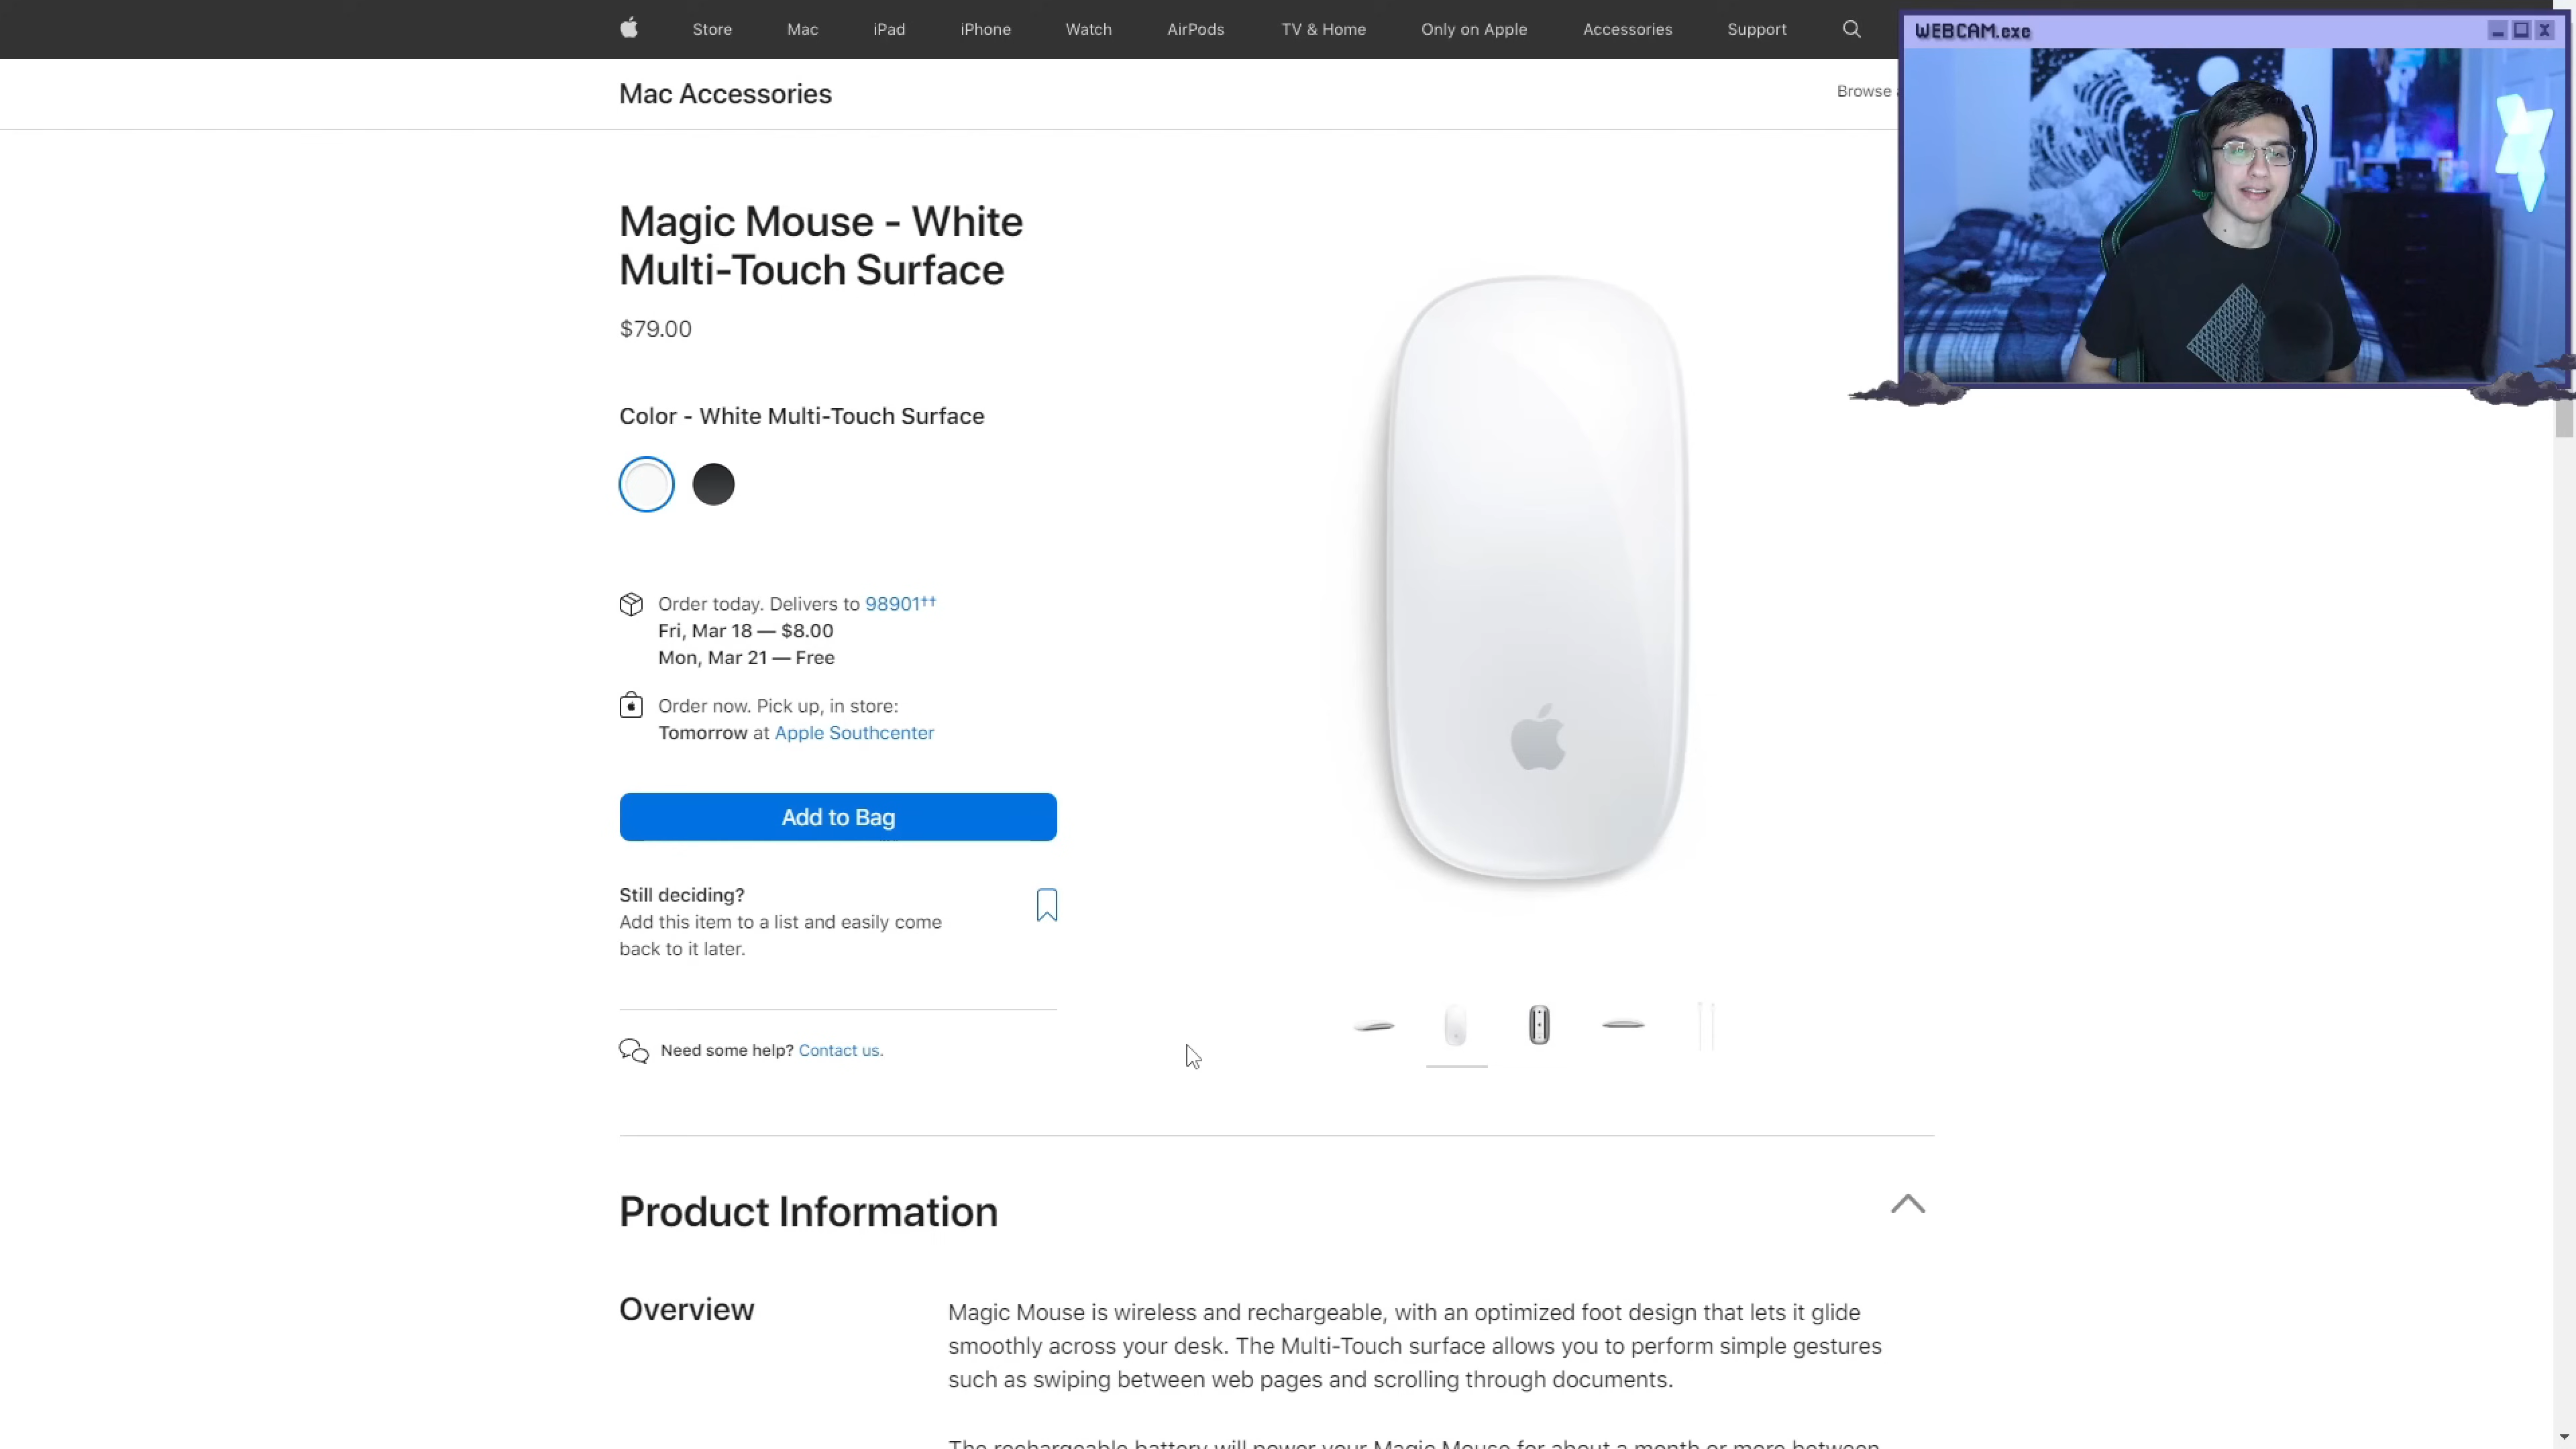 Store Mac iPad iPhone Watch AirPods TV & Home Only on Apple Accessories Support
WEBCAM.exe
Mac Accessories
Browse
Magic Mouse - White
Multi-Touch Surface
$79.00
Color - White Multi-Touch Surface
Order today. Delivers to 98901††
Fri, Mar 18 — $8.00
Mon, Mar 21 — Free
Order now. Pick up, in store:
Tomorrow at Apple Southcenter
Add to Bag
Still deciding?
Add this item to a list and easily come
back to it later.
Need some help? Contact us.
Product Information
Overview
Magic Mouse is wireless and rechargeable, with an optimized foot design that lets it glide
smoothly across your desk. The Multi-Touch surface allows you to perform simple gestures
such as swiping between web pages and scrolling through documents.
The rechargeable battery will power your Magic Mouse for about a month or more between